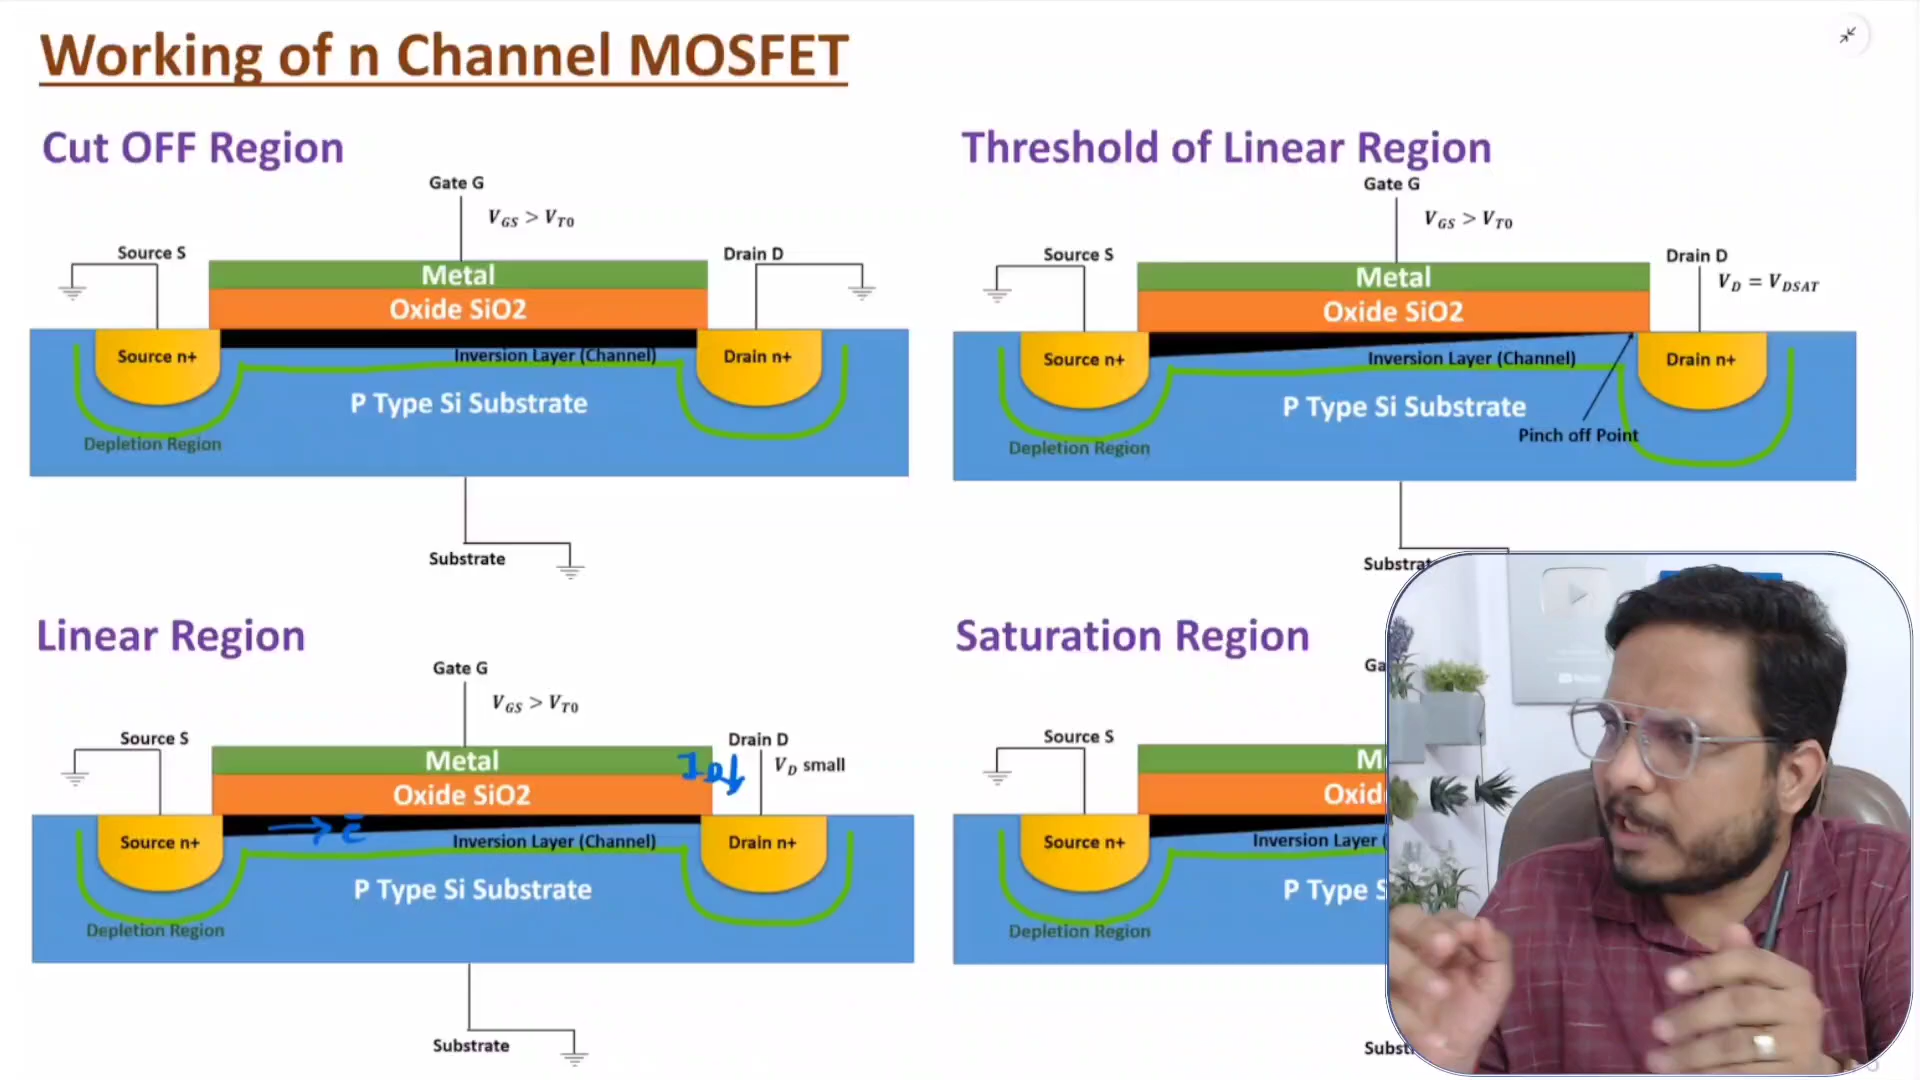 Working of n Channel MOSFET
Cut OFF Region
Gate G
V_GS > V_T0
Source S
Drain D
Metal
Oxide SiO2
Source n+
Inversion Layer (Channel)
Drain n+
P Type Si Substrate
Depletion Region
Substrate
Threshold of Linear Region
Gate G
V_GS > V_T0
Source S
Drain D
V_D = V_DSAT
Metal
Oxide SiO2
Source n+
Inversion Layer (Channel)
Drain n+
P Type Si Substrate
Pinch off Point
Depletion Region
Linear Region
Gate G
V_GS > V_T0
Source S
Drain D
V_D small
Metal
I_D
Oxide SiO2
Source n+
Inversion Layer (Channel)
Drain n+
P Type Si Substrate
Depletion Region
Substrate
Saturation Region
Source S
Source n+
Inversion Layer
P Type
Depletion Region